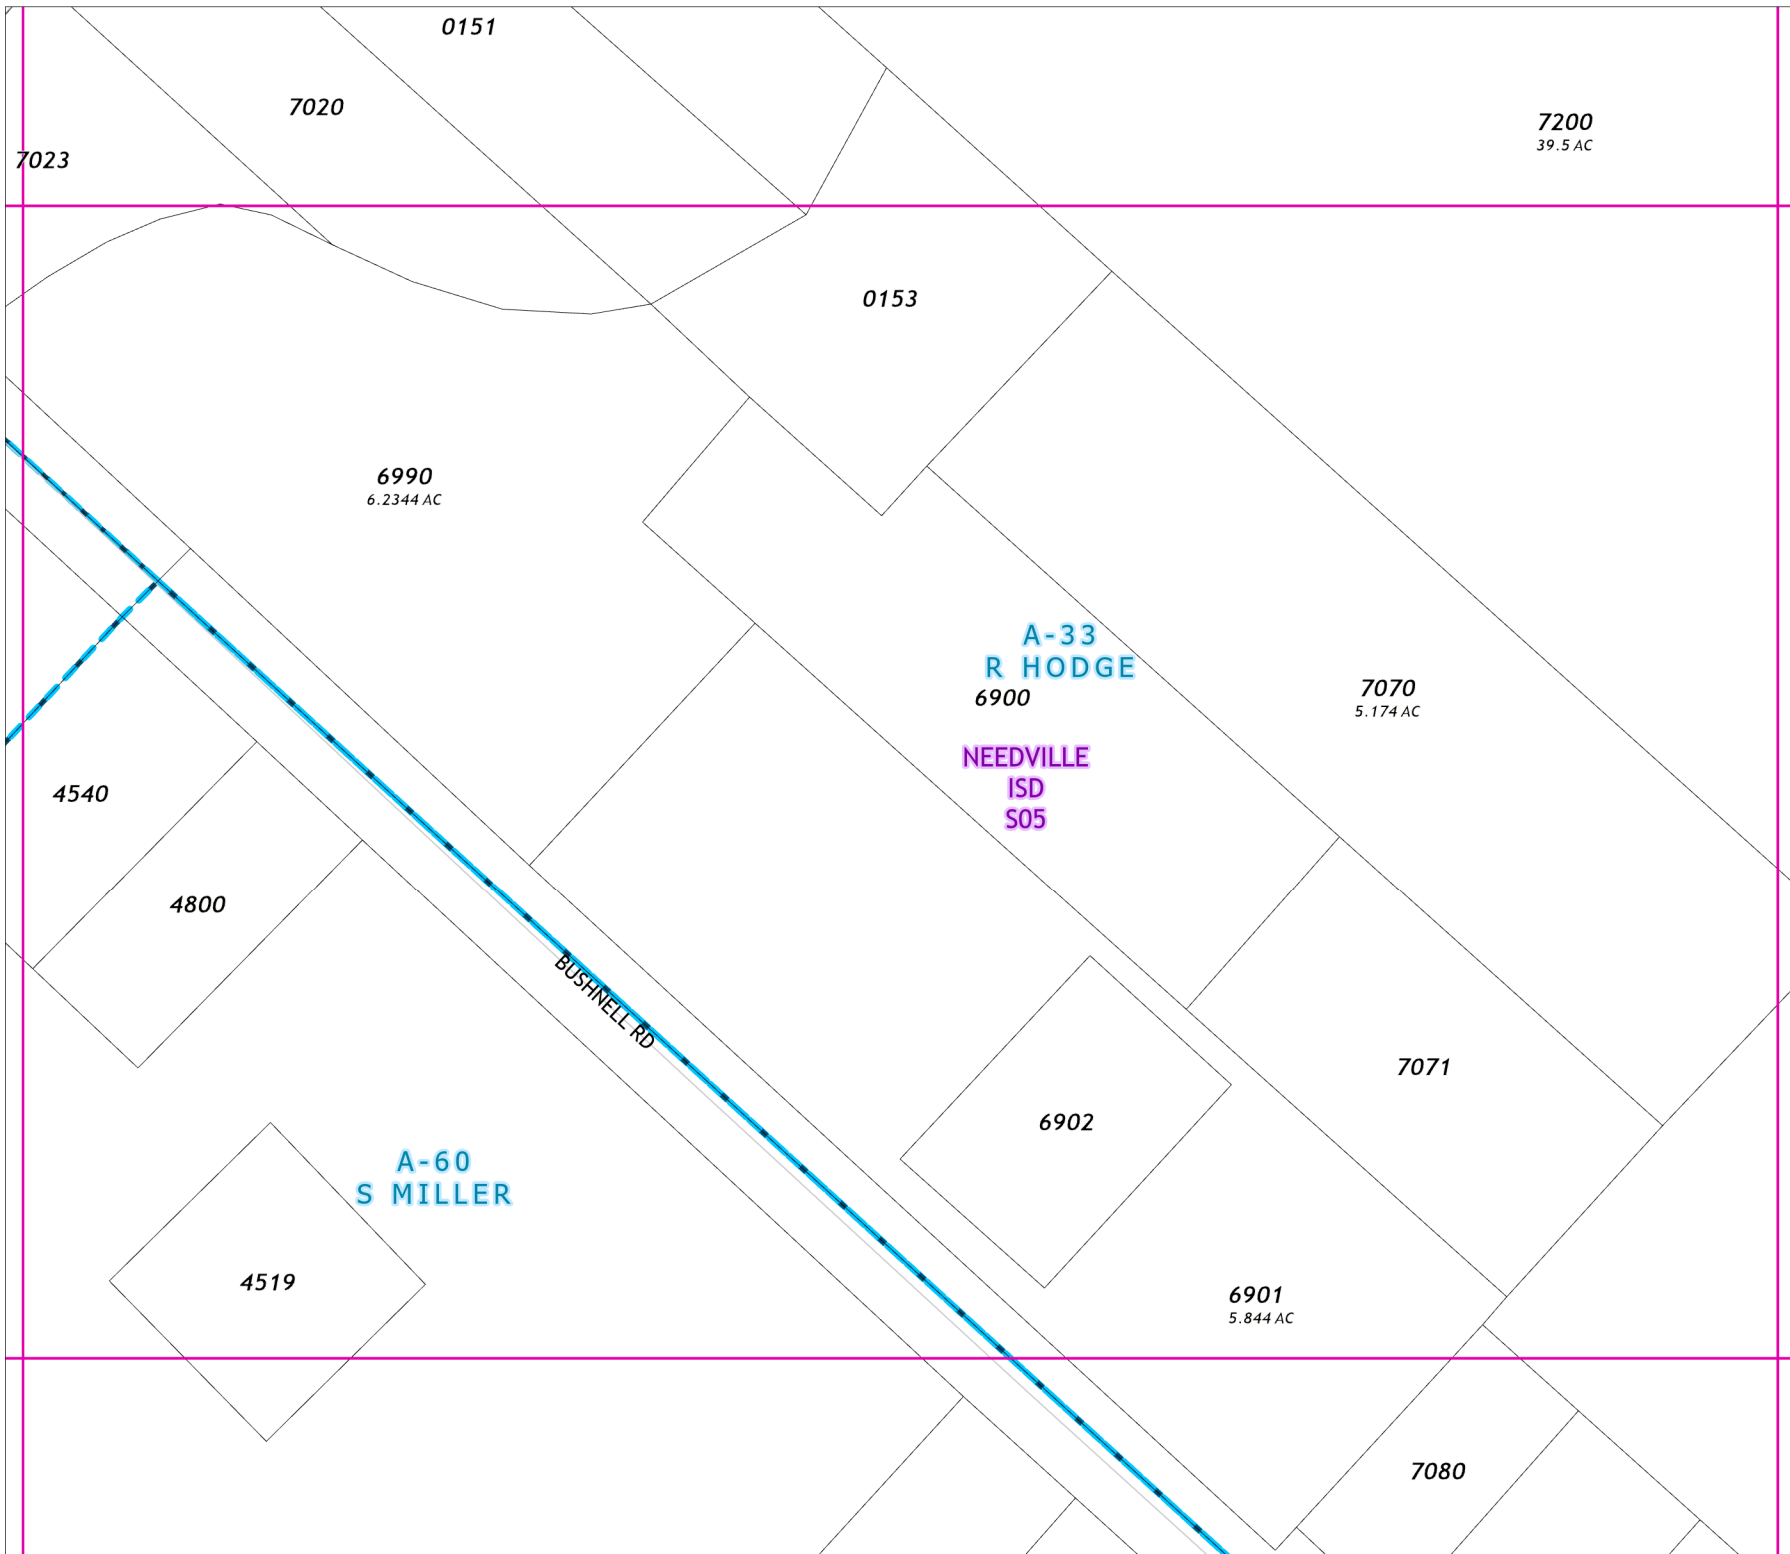 0151
7020
7200
39.5 AC
7023
0153
6990
6.2344 AC
A-33
R HODGE
6900
7070
5.174 AC
NEEDVILLE
ISD
S05
4540
4800
BUSHNELL RD
7071
6902
A-60
S MILLER
4519
6901
5.844 AC
7080